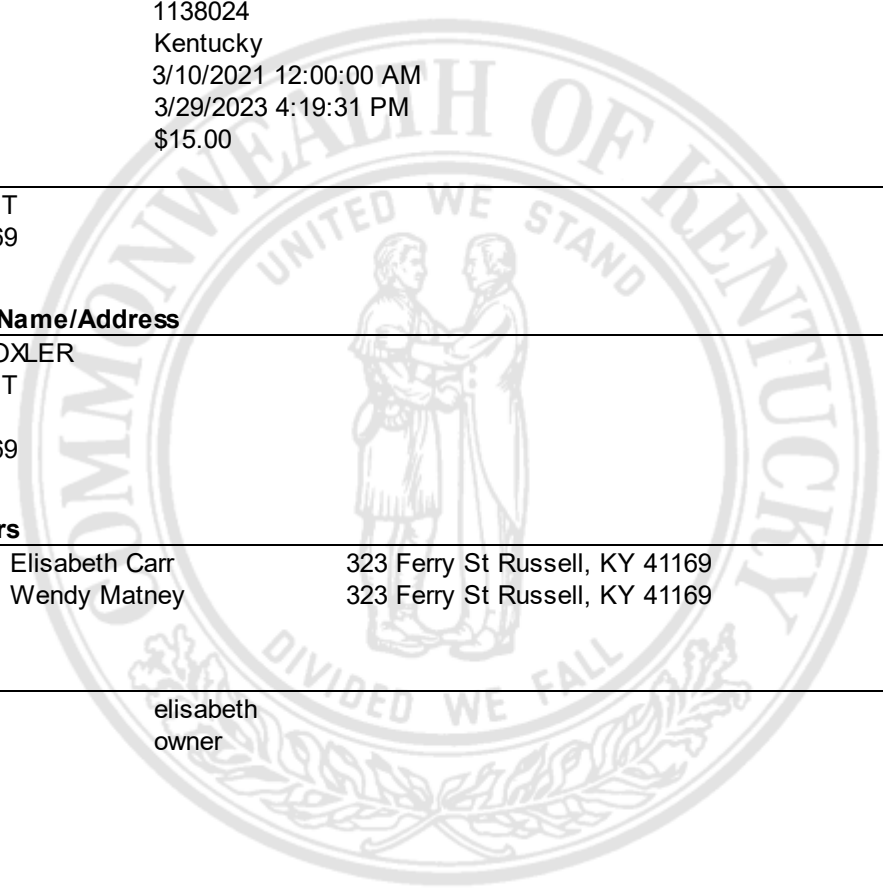 1138024
Kentucky
3/10/2021 12:00:00 AM
3/29/2023 4:19:31 PM
$15.00
T
69
Name/Address
OXLER
T
69
rs
Elisabeth Carr 323 Ferry St Russell, KY 41169
Wendy Matney 323 Ferry St Russell, KY 41169
elisabeth
owner
COMMONWEALTH OF KENTUCKY
UNITED WE STAND
DIVIDED WE FALL